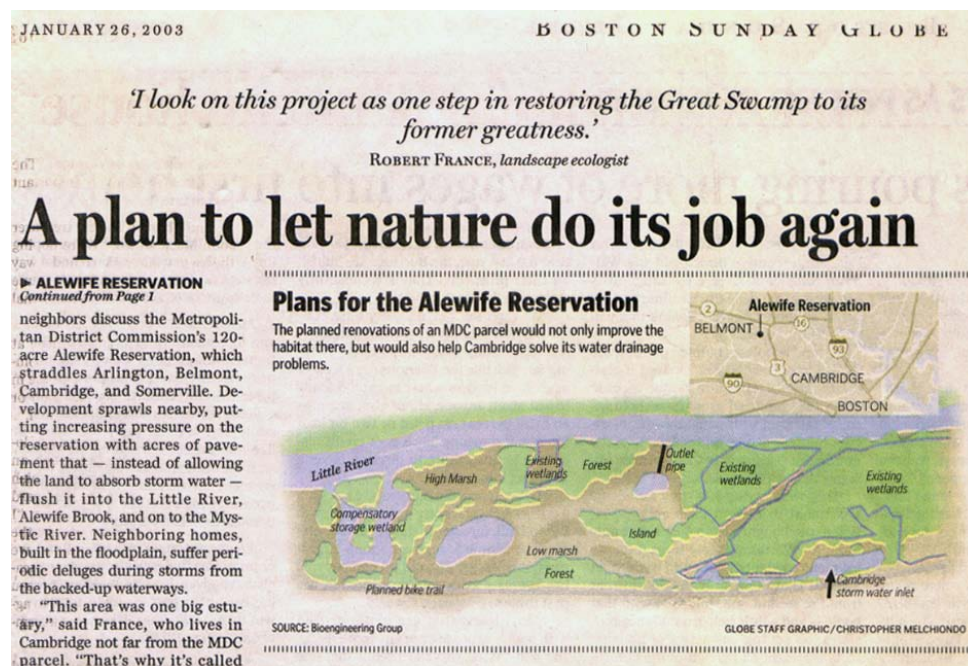 JANUARY 26, 2003
BOSTON SUNDAY GLOBE
'I look on this project as one step in restoring the Great Swamp to its
former greatness.'
ROBERT FRANCE, landscape ecologist
A plan to let nature do its job again
► ALEWIFE RESERVATION
Continued from Page 1
neighbors discuss the Metropoli-
tan District Commission's 120-
acre Alewife Reservation, which
straddles Arlington, Belmont,
Cambridge, and Somerville. De-
velopment sprawls nearby, put-
ting increasing pressure on the
reservation with acres of pave-
ment that — instead of allowing
the land to absorb storm water —
flush it into the Little River,
Alewife Brook, and on to the Mys-
tic River. Neighboring homes,
built in the floodplain, suffer peri-
odic deluges during storms from
the backed-up waterways.
"This area was one big estu-
ary," said France, who lives in
Cambridge not far from the MDC
parcel. "That's why it's called
Plans for the Alewife Reservation
The planned renovations of an MDC parcel would not only improve the
habitat there, but would also help Cambridge solve its water drainage
problems.
Alewife Reservation
2
BELMONT
16
93
3
90
CAMBRIDGE
BOSTON
Little River
High Marsh
Existing
wetlands
Forest
Outlet
pipe
Existing
wetlands
Existing
wetlands
Compensatory
storage wetland
Island
Low marsh
Forest
Planned bike trail
Cambridge
storm water inlet
SOURCE: Bioengineering Group
GLOBE STAFF GRAPHIC/CHRISTOPHER MELCHIONDO